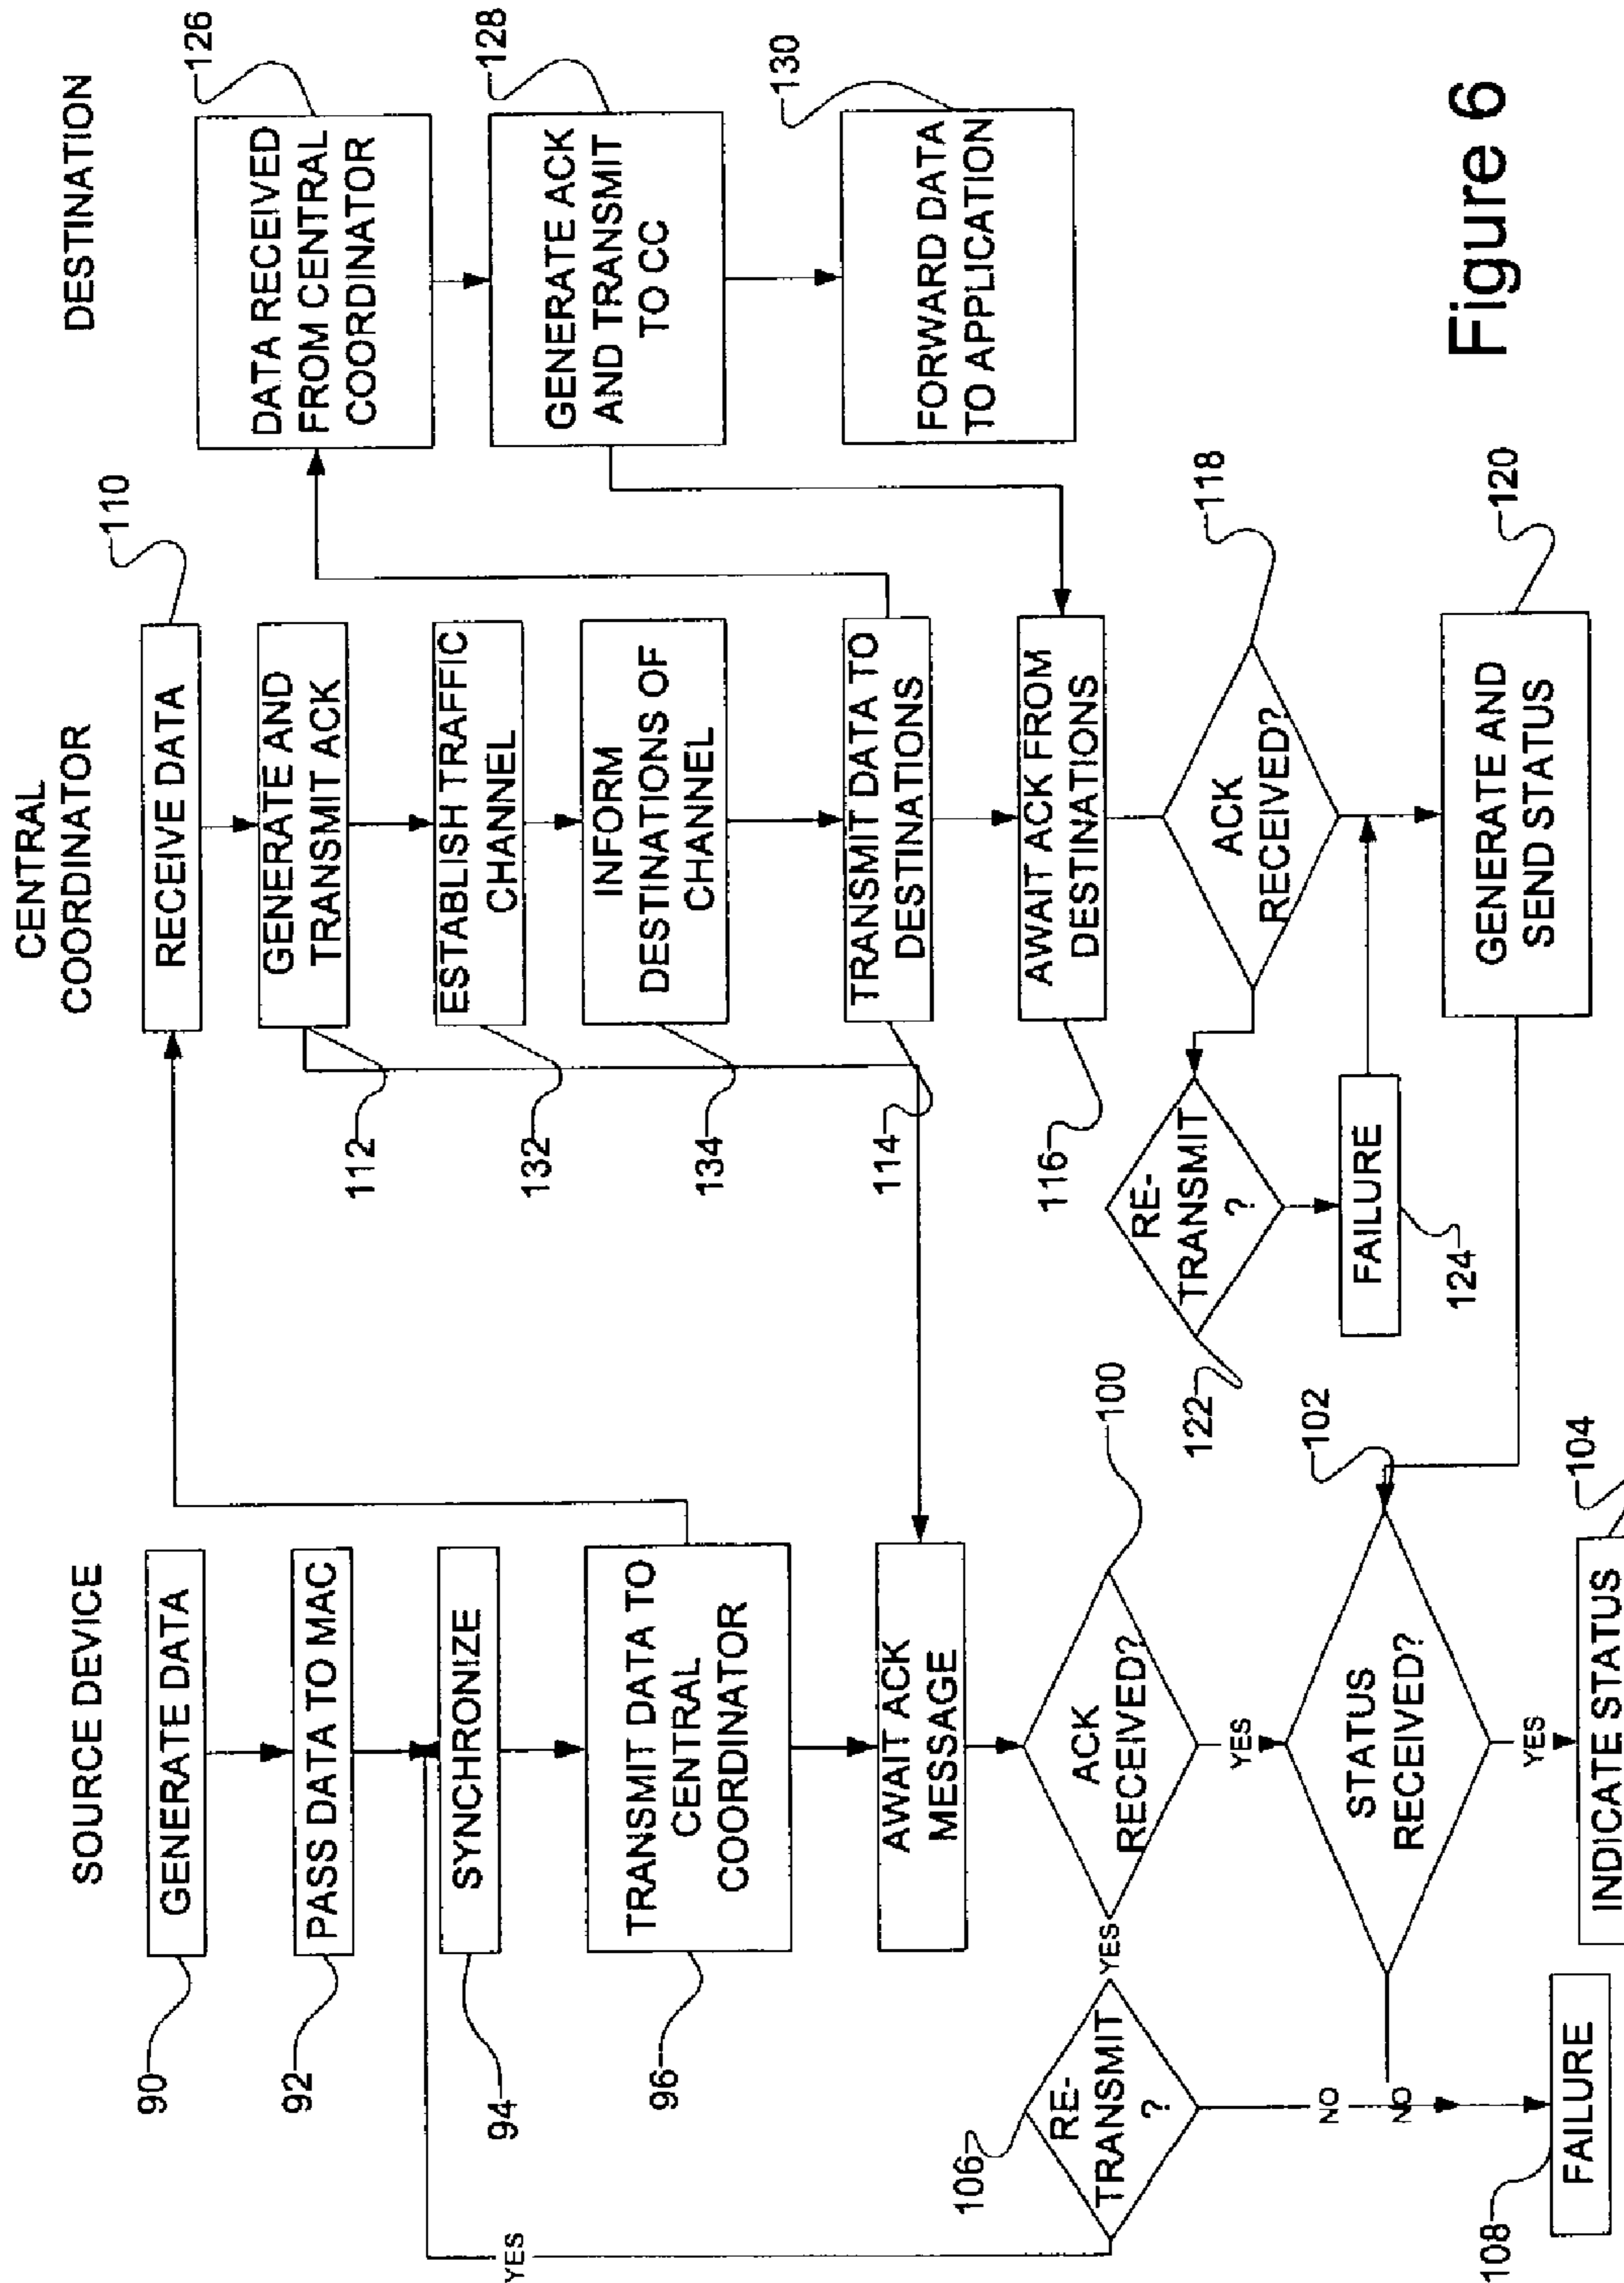 SOURCE DEVICE
90
GENERATE DATA
92
PASS DATA TO MAC
94
SYNCHRONIZE
96
TRANSMIT DATA TO
CENTRAL
COORDINATOR
AWAIT ACK
MESSAGE
100
ACK
RECEIVED?
YES
YES
106
RE-
TRANSMIT
?
YES
NO
102
STATUS
RECEIVED?
NO
YES
104
INDICATE STATUS
108
FAILURE
CENTRAL
COORDINATOR
110
RECEIVE DATA
112
GENERATE AND
TRANSMIT ACK
132
ESTABLISH TRAFFIC
CHANNEL
134
INFORM
DESTINATIONS OF
CHANNEL
114
TRANSMIT DATA TO
DESTINATIONS
116
AWAIT ACK FROM
DESTINATIONS
118
ACK
RECEIVED?
122
RE-
TRANSMIT
?
124
FAILURE
120
GENERATE AND
SEND STATUS
DESTINATION
126
DATA RECEIVED
FROM CENTRAL
COORDINATOR
128
GENERATE ACK
AND TRANSMIT
TO CC
130
FORWARD DATA
TO APPLICATION
Figure 6